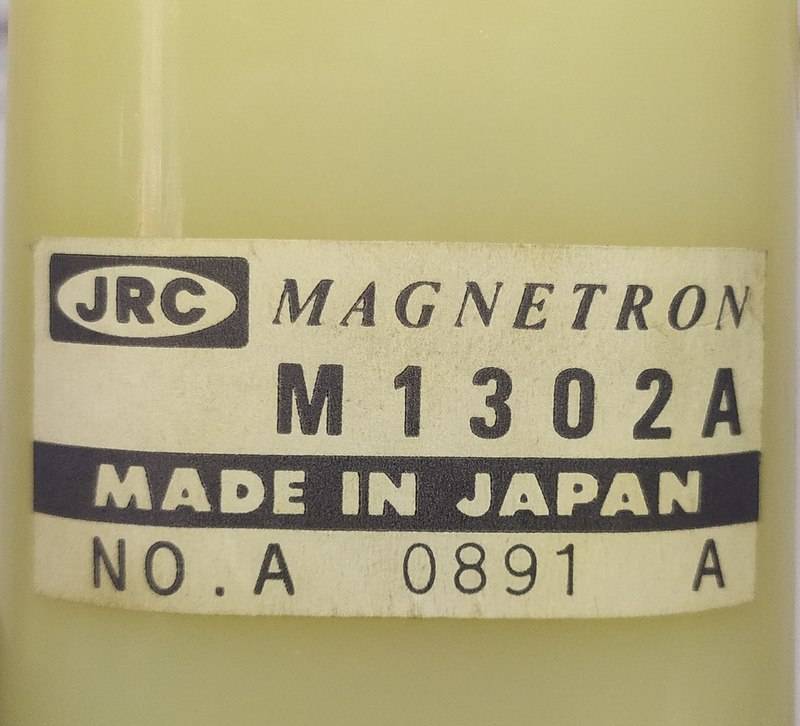 JRC MAGNETRON
M1302A
MADE IN JAPAN
NO. A 0891 A